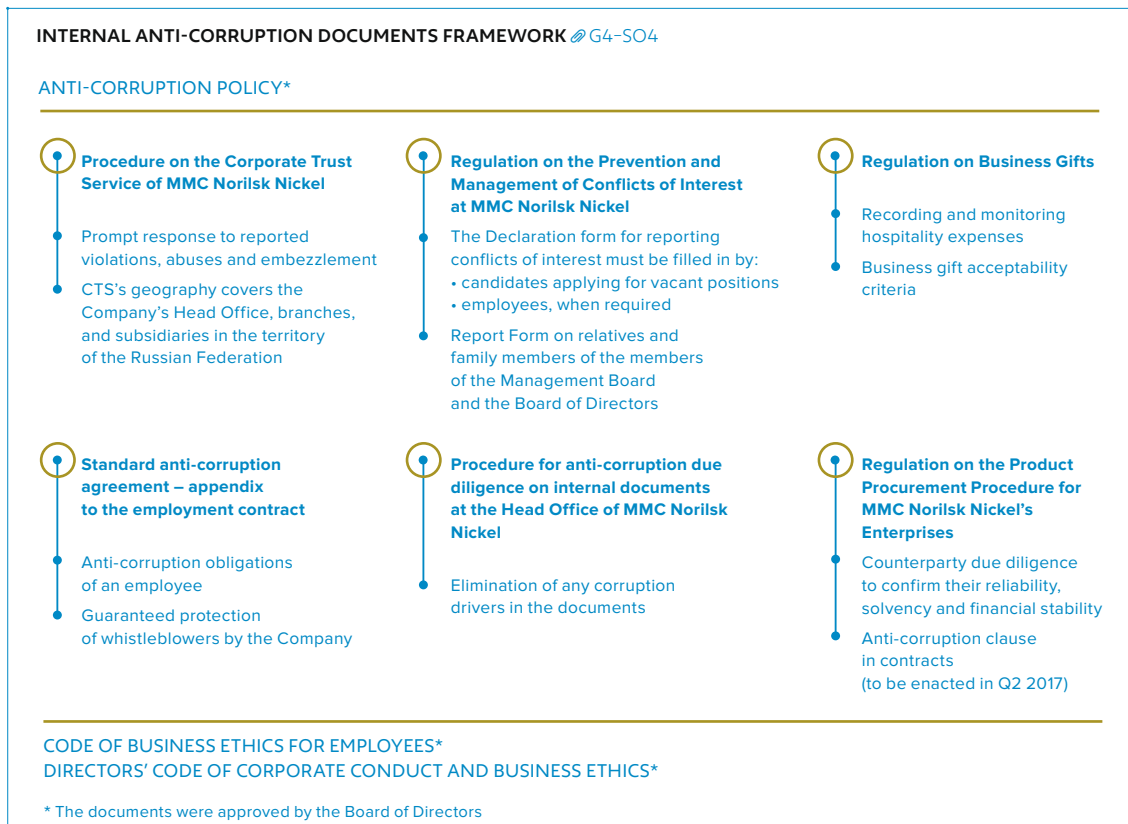 INTERNAL ANTI-CORRUPTION DOCUMENTS FRAMEWORK G4–SO4
ANTI-CORRUPTION POLICY*
Procedure on the Corporate Trust
Service of MMC Norilsk Nickel
Prompt response to reported
violations, abuses and embezzlement
CTS's geography covers the
Company's Head Office, branches,
and subsidiaries in the territory
of the Russian Federation
Regulation on the Prevention and
Management of Conflicts of Interest
at MMC Norilsk Nickel
The Declaration form for reporting
conflicts of interest must be filled in by:
• candidates applying for vacant positions
• employees, when required
Report Form on relatives and
family members of the members
of the Management Board
and the Board of Directors
Regulation on Business Gifts
Recording and monitoring
hospitality expenses
Business gift acceptability
criteria
Standard anti-corruption
agreement – appendix
to the employment contract
Anti-corruption obligations
of an employee
Guaranteed protection
of whistleblowers by the Company
Procedure for anti-corruption due
diligence on internal documents
at the Head Office of MMC Norilsk
Nickel
Elimination of any corruption
drivers in the documents
Regulation on the Product
Procurement Procedure for
MMC Norilsk Nickel's
Enterprises
Counterparty due diligence
to confirm their reliability,
solvency and financial stability
Anti-corruption clause
in contracts
(to be enacted in Q2 2017)
CODE OF BUSINESS ETHICS FOR EMPLOYEES*
DIRECTORS' CODE OF CORPORATE CONDUCT AND BUSINESS ETHICS*
* The documents were approved by the Board of Directors